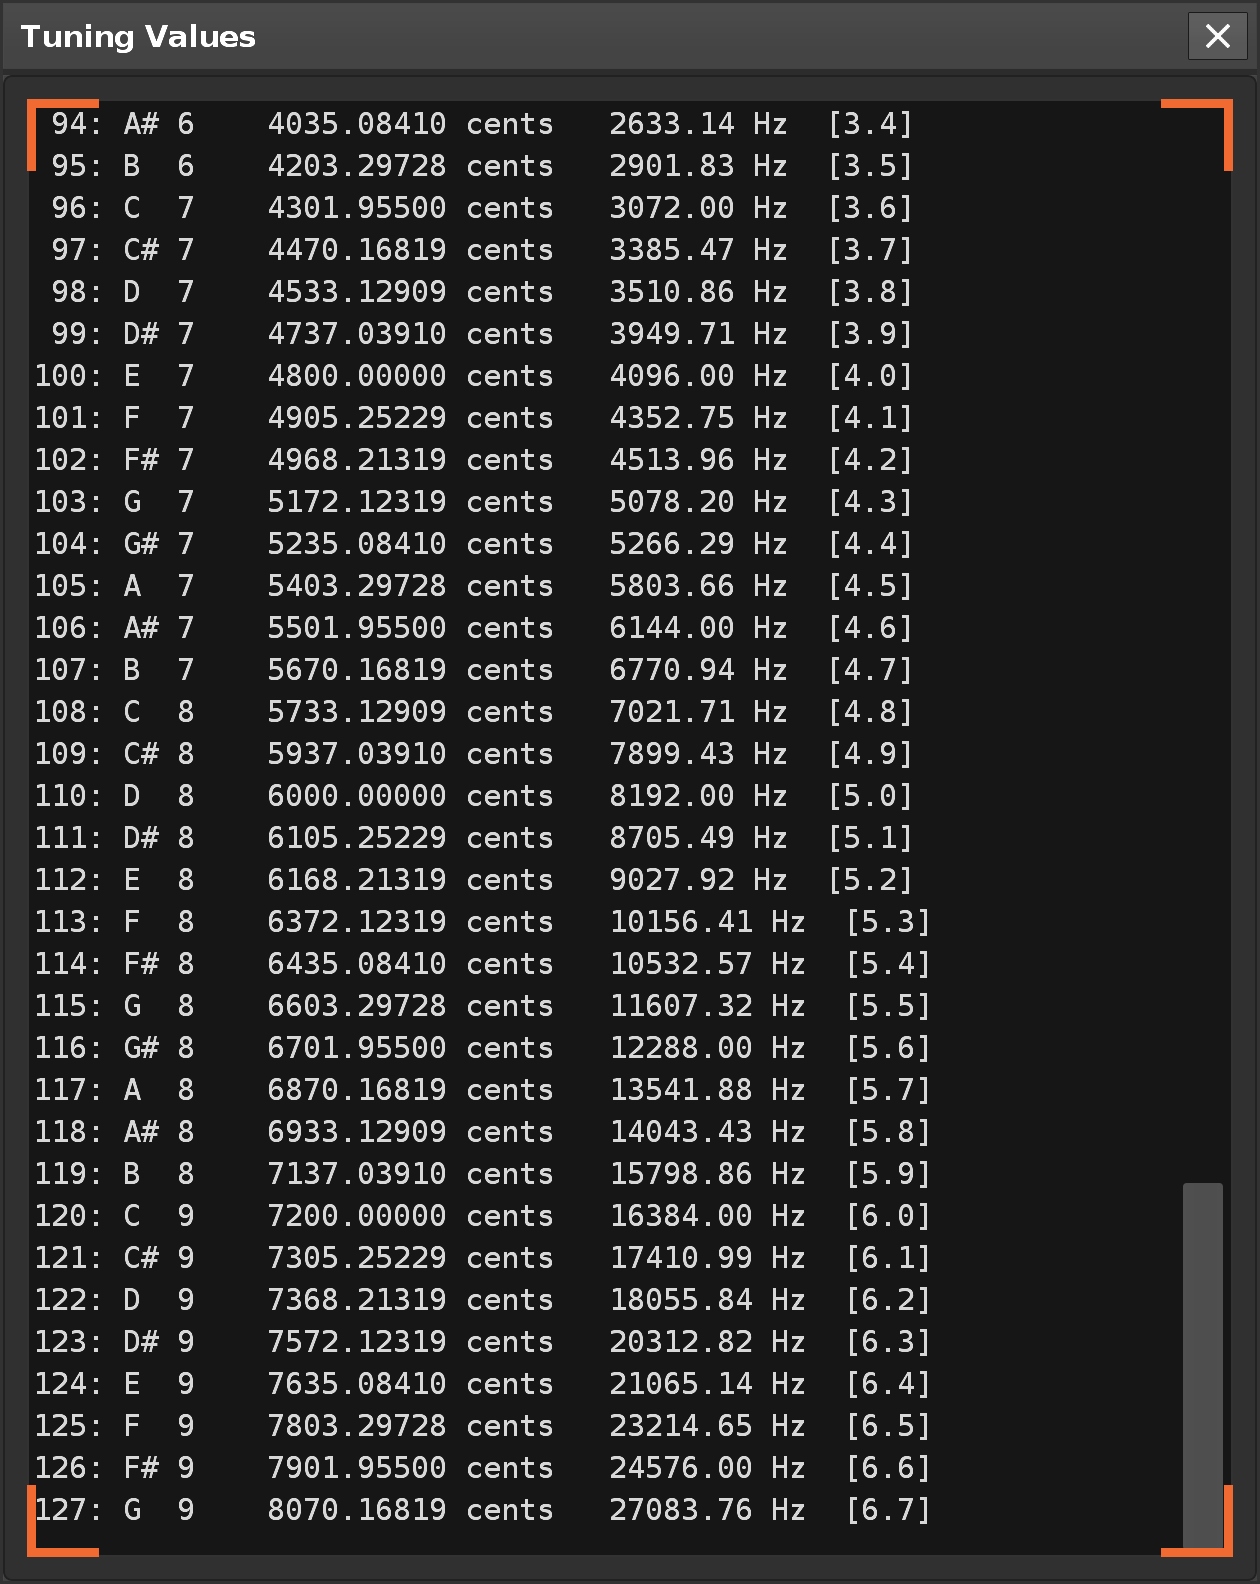 Tuning Values
94: A# 6 4035.08410 cents 2633.14 Hz [3.4]
95: B 6 4203.29728 cents 2901.83 Hz [3.5]
96: C 7 4301.95500 cents 3072.00 Hz [3.6]
97: C# 7 4470.16819 cents 3385.47 Hz [3.7]
98: D 7 4533.12909 cents 3510.86 Hz [3.8]
99: D# 7 4737.03910 cents 3949.71 Hz [3.9]
100: E 7 4800.00000 cents 4096.00 Hz [4.0]
101: F 7 4905.25229 cents 4352.75 Hz [4.1]
102: F# 7 4968.21319 cents 4513.96 Hz [4.2]
103: G 7 5172.12319 cents 5078.20 Hz [4.3]
104: G# 7 5235.08410 cents 5266.29 Hz [4.4]
105: A 7 5403.29728 cents 5803.66 Hz [4.5]
106: A# 7 5501.95500 cents 6144.00 Hz [4.6]
107: B 7 5670.16819 cents 6770.94 Hz [4.7]
108: C 8 5733.12909 cents 7021.71 Hz [4.8]
109: C# 8 5937.03910 cents 7899.43 Hz [4.9]
110: D 8 6000.00000 cents 8192.00 Hz [5.0]
111: D# 8 6105.25229 cents 8705.49 Hz [5.1]
112: E 8 6168.21319 cents 9027.92 Hz [5.2]
113: F 8 6372.12319 cents 10156.41 Hz [5.3]
114: F# 8 6435.08410 cents 10532.57 Hz [5.4]
115: G 8 6603.29728 cents 11607.32 Hz [5.5]
116: G# 8 6701.95500 cents 12288.00 Hz [5.6]
117: A 8 6870.16819 cents 13541.88 Hz [5.7]
118: A# 8 6933.12909 cents 14043.43 Hz [5.8]
119: B 8 7137.03910 cents 15798.86 Hz [5.9]
120: C 9 7200.00000 cents 16384.00 Hz [6.0]
121: C# 9 7305.25229 cents 17410.99 Hz [6.1]
122: D 9 7368.21319 cents 18055.84 Hz [6.2]
123: D# 9 7572.12319 cents 20312.82 Hz [6.3]
124: E 9 7635.08410 cents 21065.14 Hz [6.4]
125: F 9 7803.29728 cents 23214.65 Hz [6.5]
126: F# 9 7901.95500 cents 24576.00 Hz [6.6]
127: G 9 8070.16819 cents 27083.76 Hz [6.7]